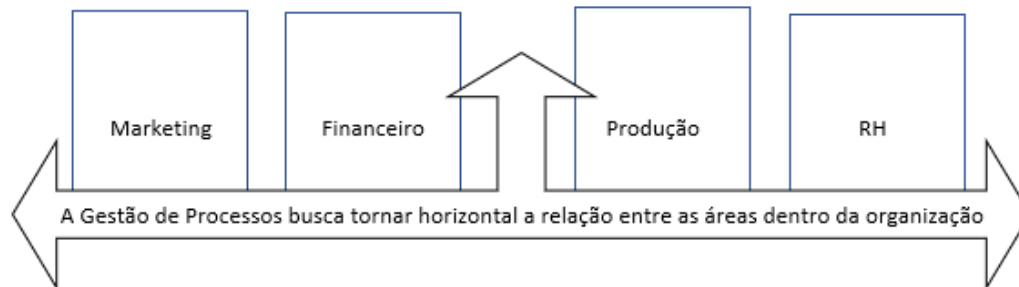 Marketing
Financeiro
Produção
RH
A Gestão de Processos busca tornar horizontal a relação entre as áreas dentro da organização